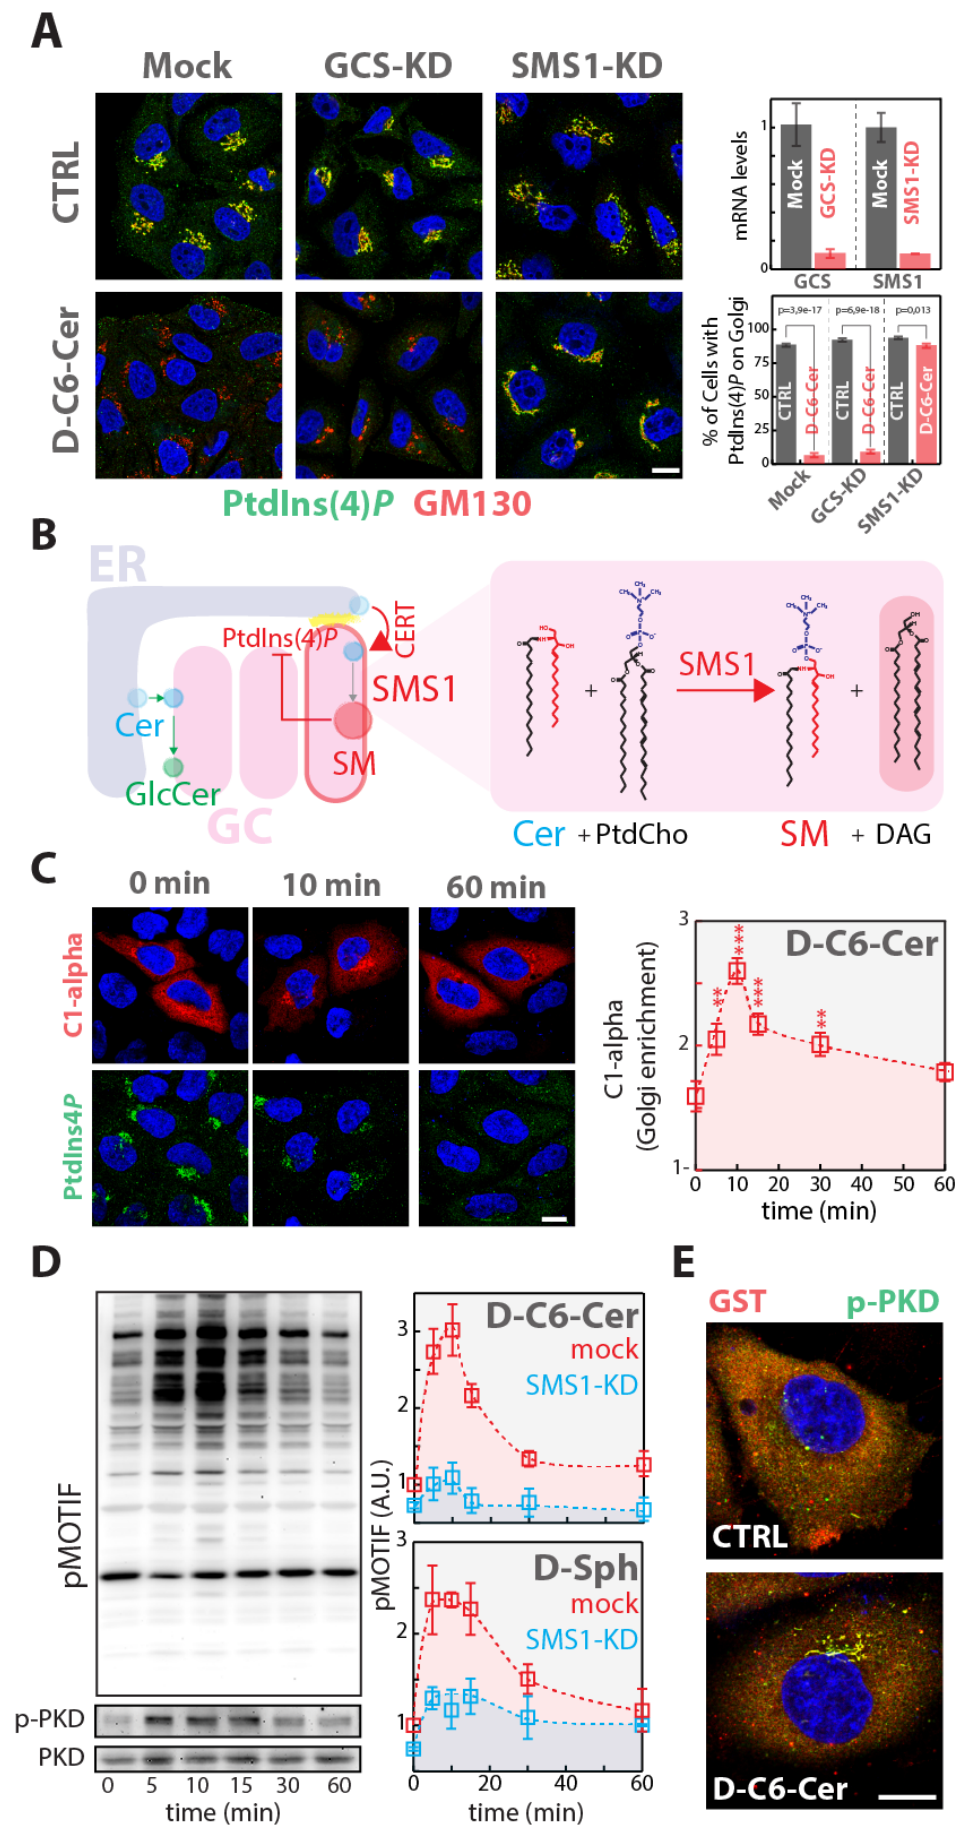 A
Mock GCS-KD SMS1-KD
CTRL
D-C6-Cer
PtdIns(4)P GM130
mRNA levels
1
0
Mock
GCS-KD
Mock
SMS1-KD
GCS SMS1
% of Cells with
PtdIns(4)P on Golgi
p=3,9e-17 p=6,9e-18 p=0,013
100
75
50
25
0
CTRL
D-C6-Cer
CTRL
D-C6-Cer
CTRL
D-C6-Cer
Mock
GCS-KD
SMS1-KD
B
ER
PtdIns(4)P
CERT
SMS1
Cer
SM
GlcCer
GC
SMS1
+ +
Cer + PtdCho SM + DAG
C
0 min 10 min 60 min
C1-alpha
PtdIns4P
C1-alpha
(Golgi enrichment)
D-C6-Cer
3
2
1-
** *** *** **
0 10 20 30 40 50 60
time (min)
D
pMOTIF
p-PKD
PKD
0 5 10 15 30 60
time (min)
pMOTIF (A.U.)
D-C6-Cer
mock
SMS1-KD
3
2
1
D-Sph
mock
SMS1-KD
3
2
1
0 20 40 60
time (min)
E
GST p-PKD
CTRL
D-C6-Cer